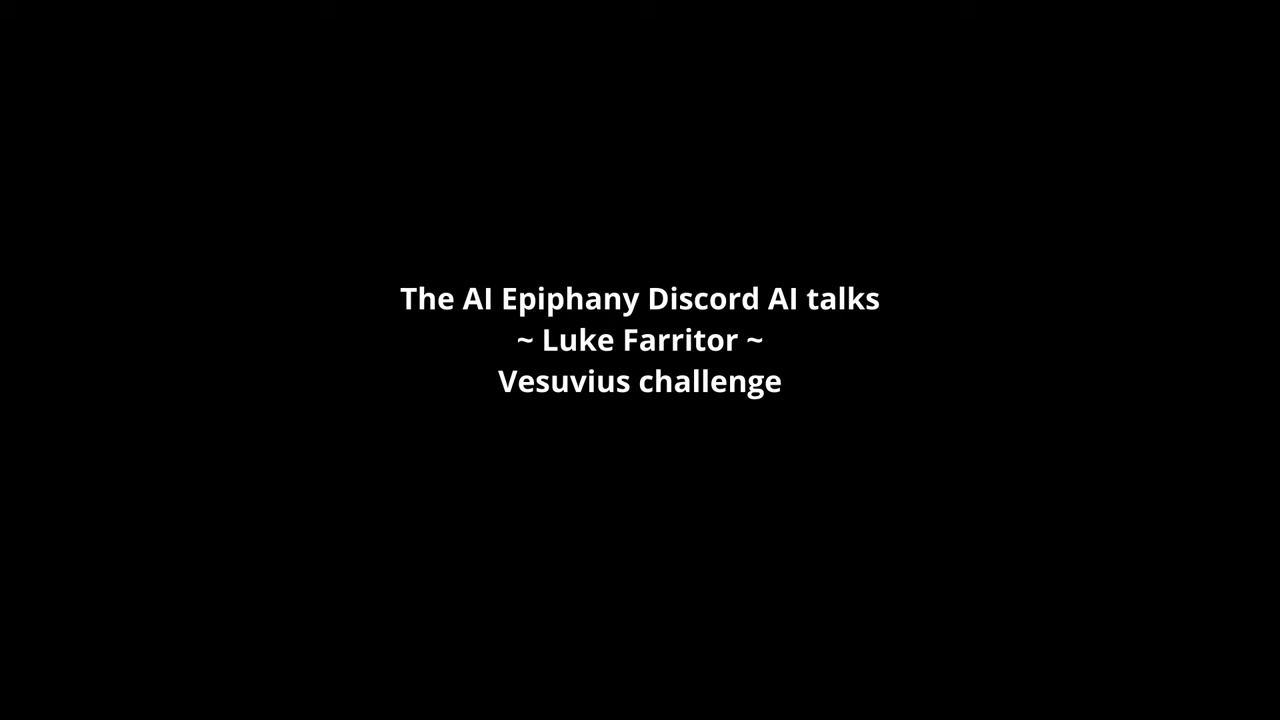 The AI Epiphany Discord AI talks
~ Luke Farritor ~
Vesuvius challenge